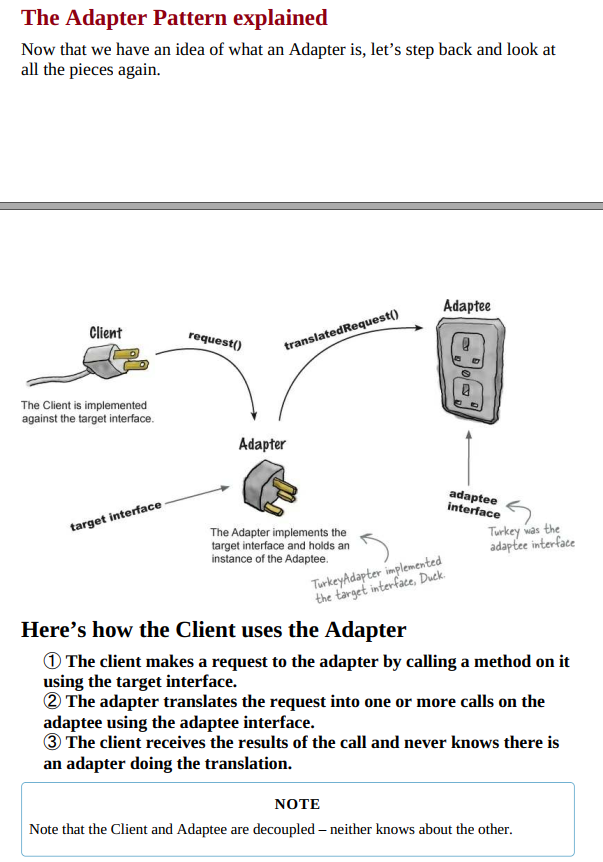 The Adapter Pattern explained
Now that we have an idea of what an Adapter is, let’s step back and look at
all the pieces again.
Client
request()
translatedRequest()
Adaptee
The Client is implemented
against the target interface.
Adapter
target interface
adaptee
interface
Turkey was the
adaptee interface
The Adapter implements the
target interface and holds an
instance of the Adaptee.
TurkeyAdapter implemented
the target interface, Duck.
Here’s how the Client uses the Adapter
① The client makes a request to the adapter by calling a method on it
using the target interface.
② The adapter translates the request into one or more calls on the
adaptee using the adaptee interface.
③ The client receives the results of the call and never knows there is
an adapter doing the translation.
NOTE
Note that the Client and Adaptee are decoupled – neither knows about the other.